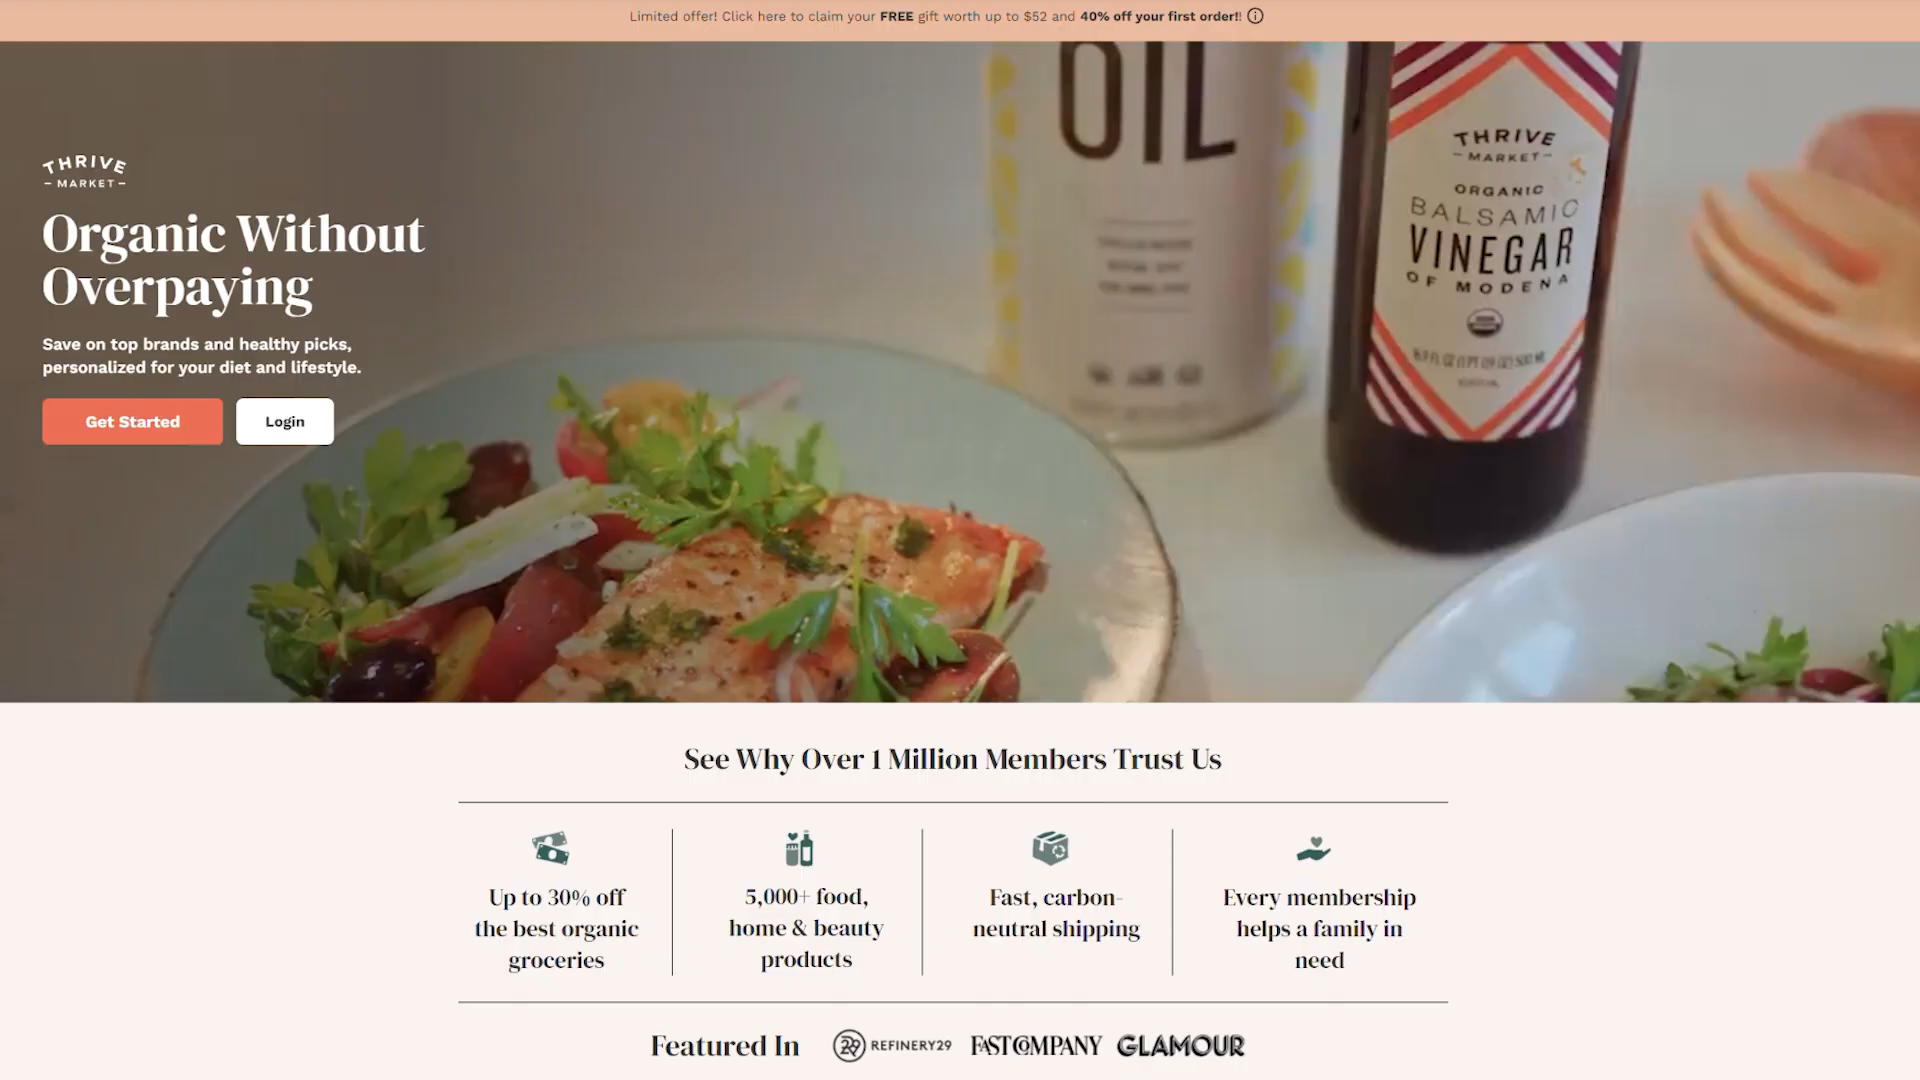 Limited offer! Click here to claim your FREE gift worth up to $52 and 40% off your first order!!
OIL
THRIVE
MARKET
ORGANIC
BALSAMIC
VINEGAR
OF MODENA
THRIVE
MARKET
Organic Without
Overpaying
Save on top brands and healthy picks,
personalized for your diet and lifestyle.
Get Started
Login
See Why Over 1 Million Members Trust Us
Up to 30% off
the best organic
groceries
5,000+ food,
home & beauty
products
Fast, carbon-
neutral shipping
Every membership
helps a family in
need
Featured In
REFINERY29
FAST COMPANY
GLAMOUR